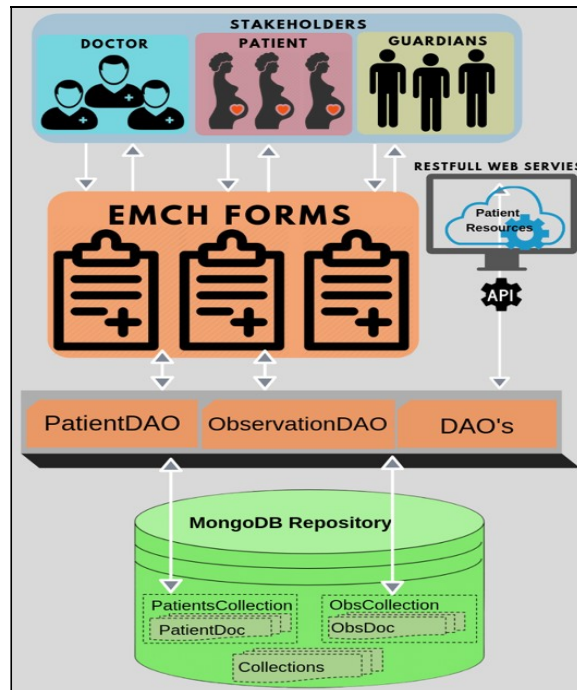 STAKEHOLDERS
DOCTOR
PATIENT
GUARDIANS
RESTFULL WEB SERVIES
Patient
Resources
API
EMCH FORMS
PatientDAO
ObservationDAO
DAO's
MongoDB Repository
PatientsCollection
PatientDoc
ObsCollection
ObsDoc
Collections